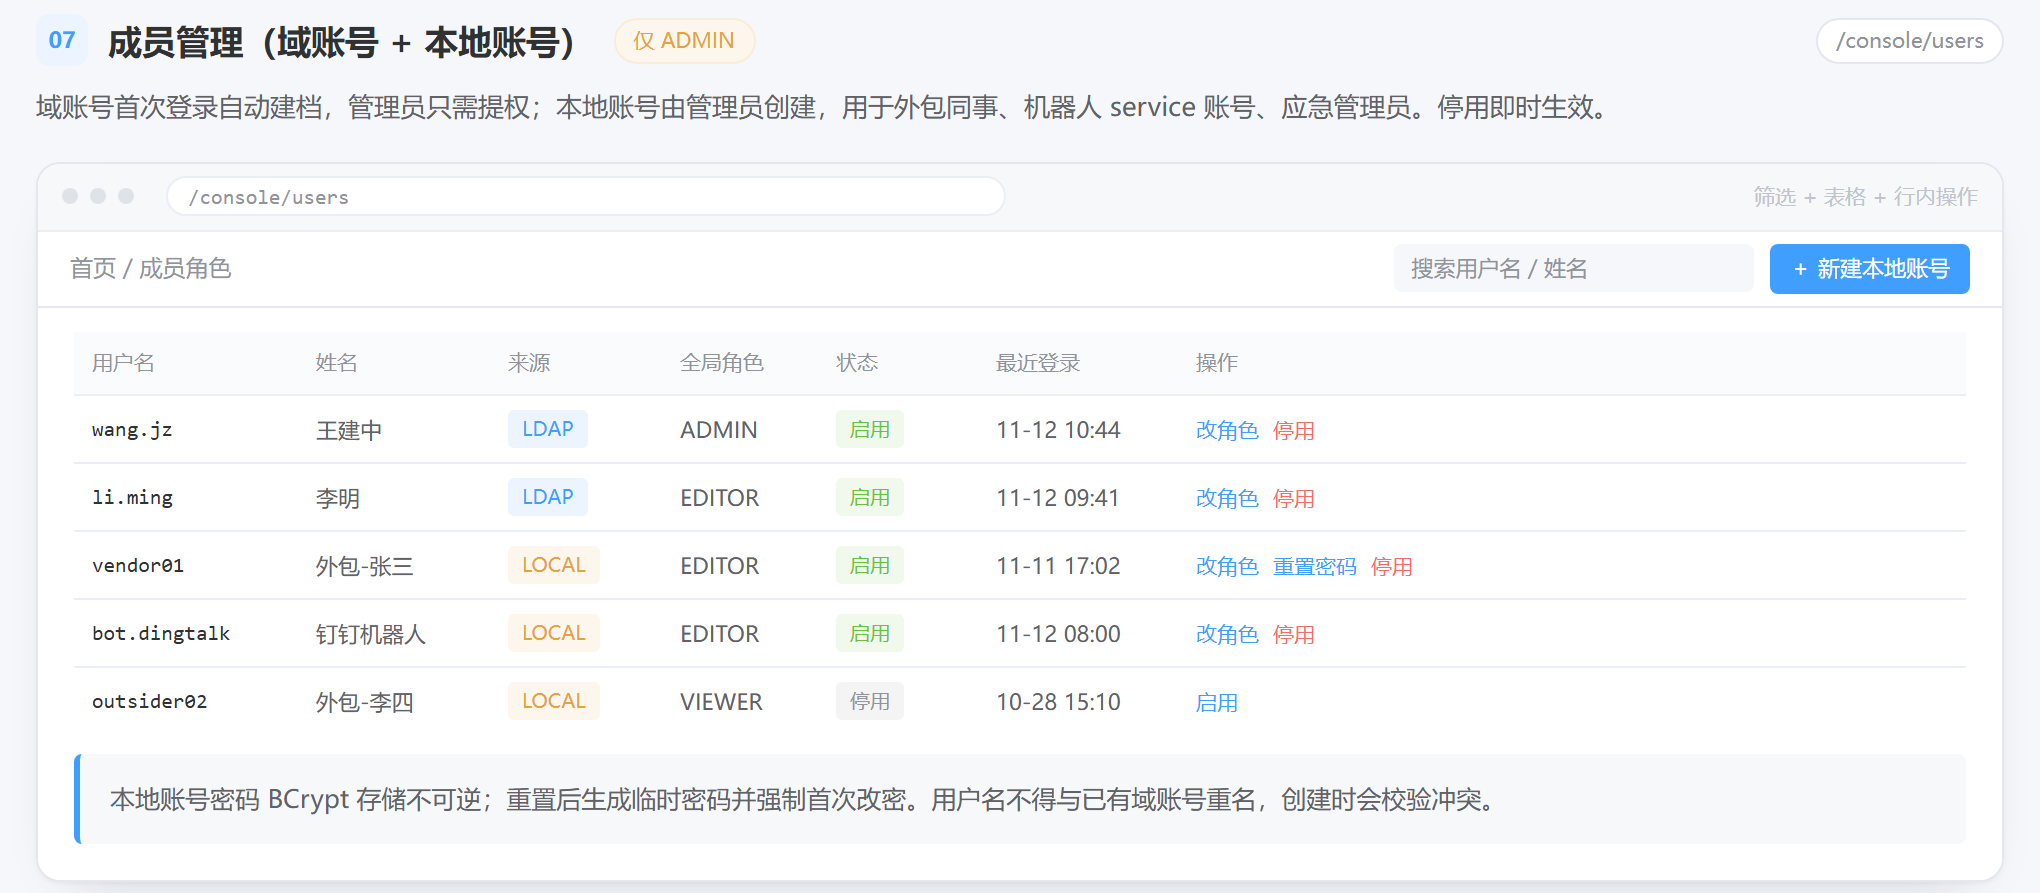 07 成员管理（域账号 + 本地账号） 仅 ADMIN /console/users
域账号首次登录自动建档，管理员只需提权；本地账号由管理员创建，用于外包同事、机器人 service 账号、应急管理员。停用即时生效。
/console/users 筛选 + 表格 + 行内操作
首页 / 成员角色 搜索用户名 / 姓名 + 新建本地账号
用户名 姓名 来源 全局角色 状态 最近登录 操作
wang.jz 王建中 LDAP ADMIN 启用 11-12 10:44 改角色 停用
li.ming 李明 LDAP EDITOR 启用 11-12 09:41 改角色 停用
vendor01 外包-张三 LOCAL EDITOR 启用 11-11 17:02 改角色 重置密码 停用
bot.dingtalk 钉钉机器人 LOCAL EDITOR 启用 11-12 08:00 改角色 停用
outsider02 外包-李四 LOCAL VIEWER 停用 10-28 15:10 启用
本地账号密码 BCrypt 存储不可逆；重置后生成临时密码并强制首次改密。用户名不得与已有域账号重名，创建时会校验冲突。